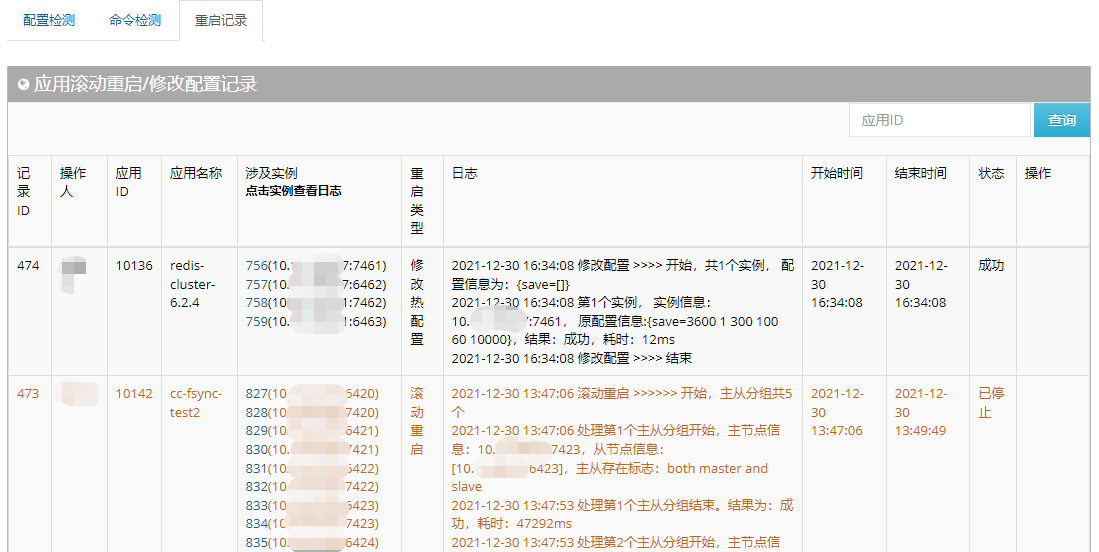 配置检测 命令检测 重启记录
应用滚动重启/修改配置记录
应用ID 查询
记录ID
操作人
应用ID
应用名称
涉及实例
点击实例查看日志
重启类型
日志
开始时间
结束时间
状态
操作
474
10136
redis-
cluster-
6.2.4
756(10. 7:7461)
757(10. 7:6462)
758(10. 1:7462)
759(10. 1:6463)
修
改
热
配
置
2021-12-30 16:34:08 修改配置 >>>> 开始，共1个实例， 配
置信息为：{save=[]}
2021-12-30 16:34:08 第1个实例， 实例信息：
10. :7461， 原配置信息:{save=3600 1 300 100
60 10000}，结果：成功，耗时：12ms
2021-12-30 16:34:08 修改配置 >>>> 结束
2021-12-
30
16:34:08
2021-12-
30
16:34:08
成功
473
10142
cc-fsync-
test2
827(10. 6420)
828(10. 7420)
829(10. 6421)
830(10. 7421)
831(10. 6422)
832(10. 7422)
833(10. 6423)
834(10. 7423)
835(10. 6424)
滚
动
重
启
2021-12-30 13:47:06 滚动重启 >>>>>> 开始，主从分组共5
个
2021-12-30 13:47:06 处理第1个主从分组开始，主节点信
息：10. 7423，从节点信息：
[10. 6423]，主从存在标志：both master and
slave
2021-12-30 13:47:53 处理第1个主从分组结束。结果为：成
功，耗时：47292ms
2021-12-30 13:47:53 处理第2个主从分组开始，主节点信
2021-12-
30
13:47:06
2021-12-
30
13:49:49
已停
止